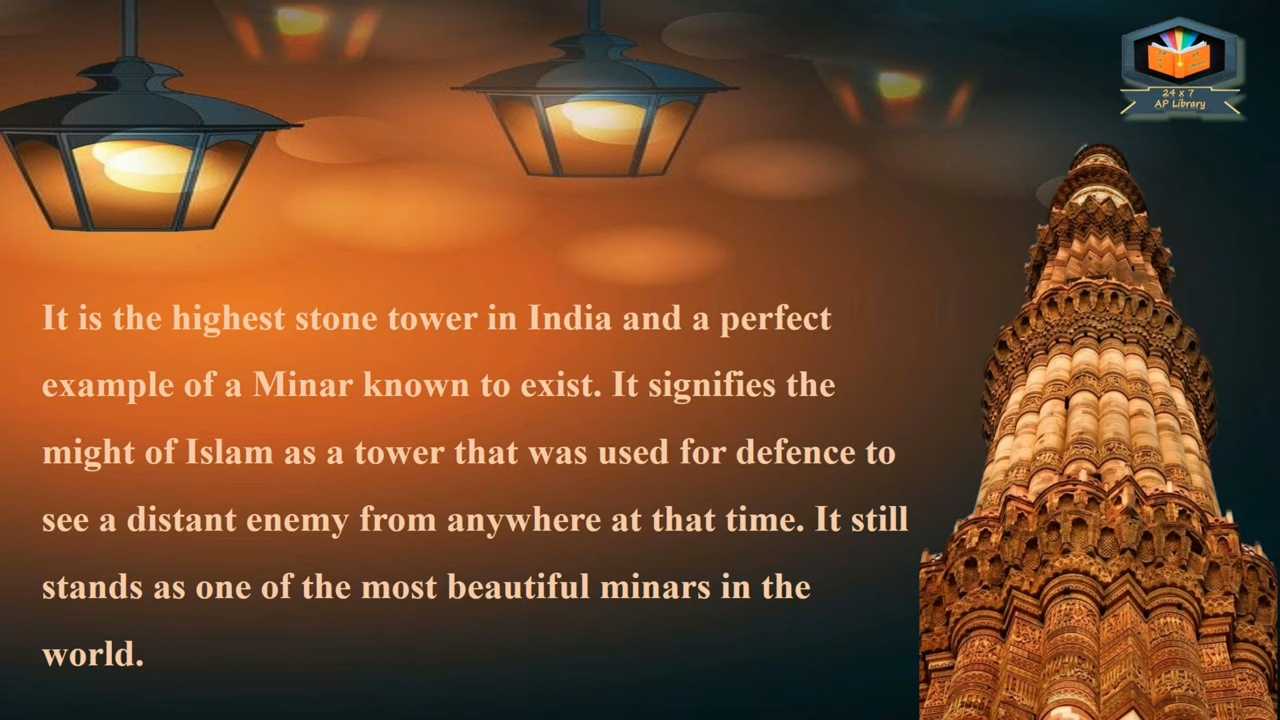 24 x 7
AP Library
It is the highest stone tower in India and a perfect
example of a Minar known to exist. It signifies the
might of Islam as a tower that was used for defence to
see a distant enemy from anywhere at that time. It still
stands as one of the most beautiful minars in the
world.